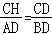 CH/AD = CD/BD